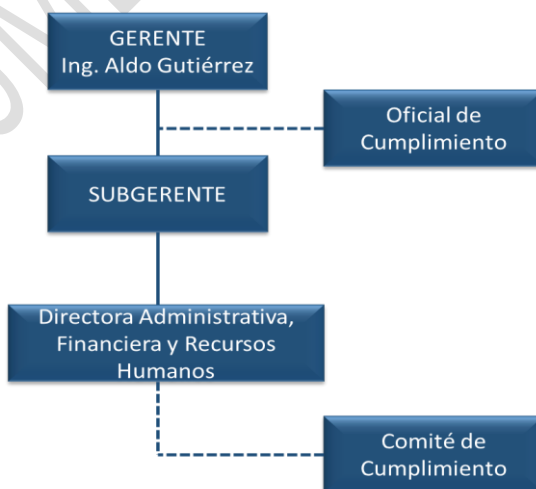 GERENTE
Ing. Aldo Gutiérrez
Oficial de
Cumplimiento
SUBGERENTE
Directora Administrativa,
Financiera y Recursos
Humanos
Comité de
Cumplimiento